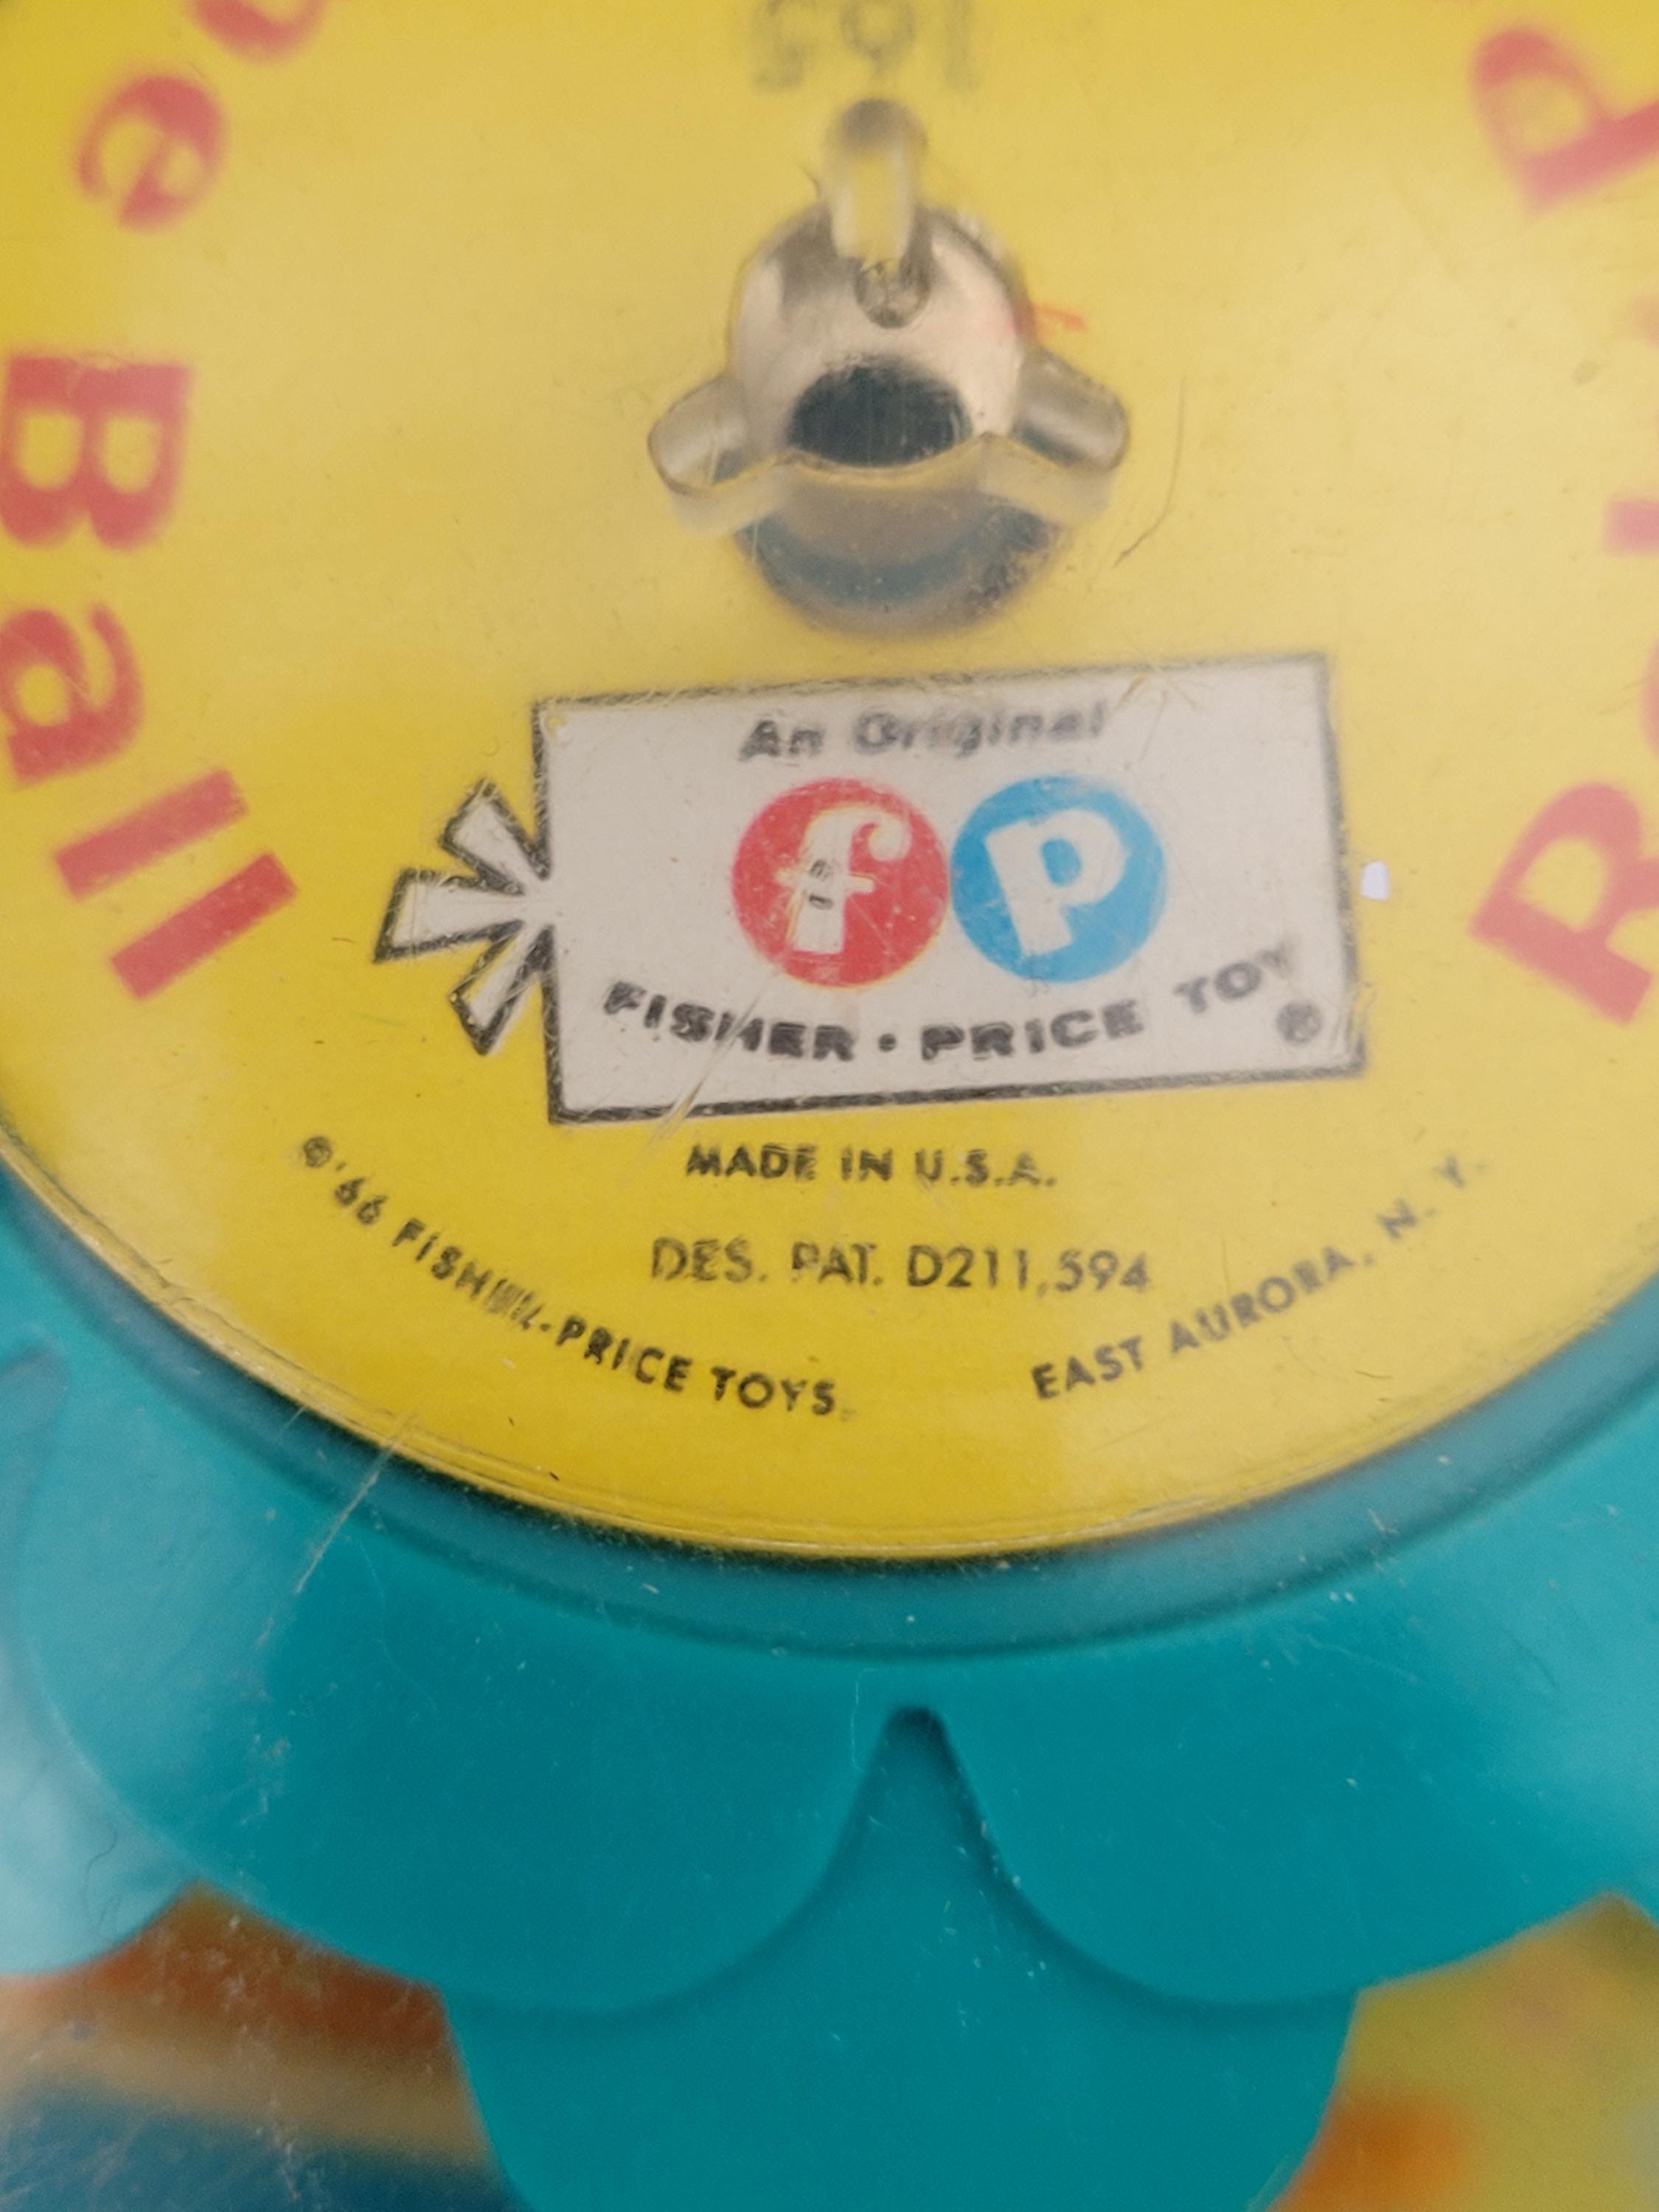 165
e Ball
An Original
fp
FISHER • PRICE TOY
®
MADE IN U.S.A.
DES. PAT. D211,594
©'66 FISHER-PRICE TOYS.
EAST AURORA, N. Y.